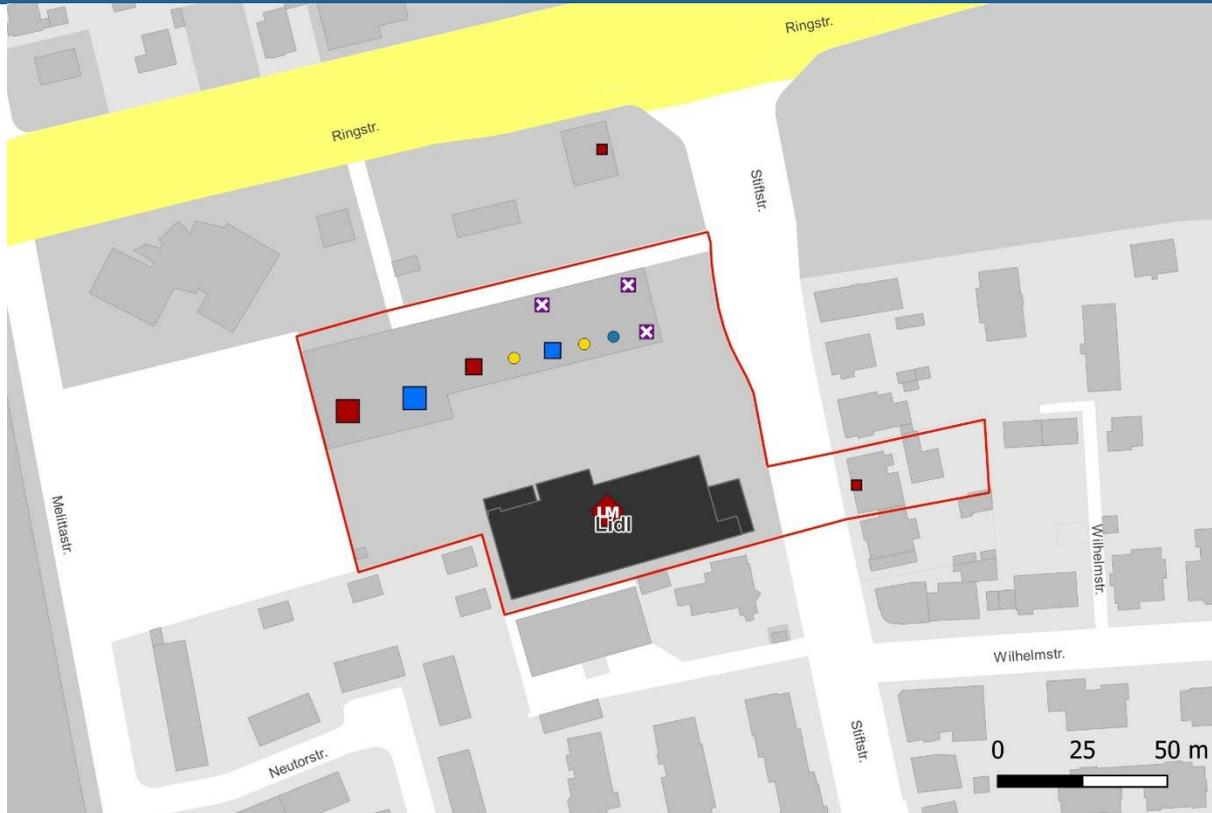 Ringstr.
Ringstr.
Stiftstr.
Melittastr.
LM
Lidl
Wilhelmstr.
Wilhelmstr.
Stiftstr.
Neutorstr.
0 25 50 m